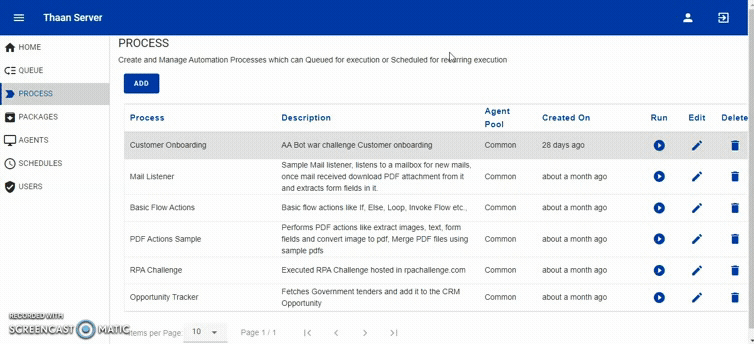 Thaan Server
HOME
QUEUE
PROCESS
PACKAGES
AGENTS
SCHEDULES
USERS
PROCESS
Create and Manage Automation Processes which can Queued for execution or Scheduled for recurring execution
ADD
Process Description Agent Pool Created On Run Edit Delete
Customer Onboarding AA Bot war challenge Customer onboarding Common 28 days ago
Mail Listener Sample Mail listener, listens to a mailbox for new mails, Common about a month ago
once mail received download PDF attachment from it
and extracts form fields in it.
Basic Flow Actions Basic flow actions like If, Else, Loop, Invoke Flow etc., Common about a month ago
PDF Actions Sample Performs PDF actions like extract images, text, form Common about a month ago
fields and convert image to pdf, Merge PDF files using
sample pdfs
RPA Challenge Executed RPA Challenge hosted in rpachallenge.com Common about a month ago
Opportunity Tracker Fetches Government tenders and add it to the CRM Common about a month ago
Opportunity
Items per Page: 10 Page 1 / 1
RECORDED WITH
SCREENCAST MATIC